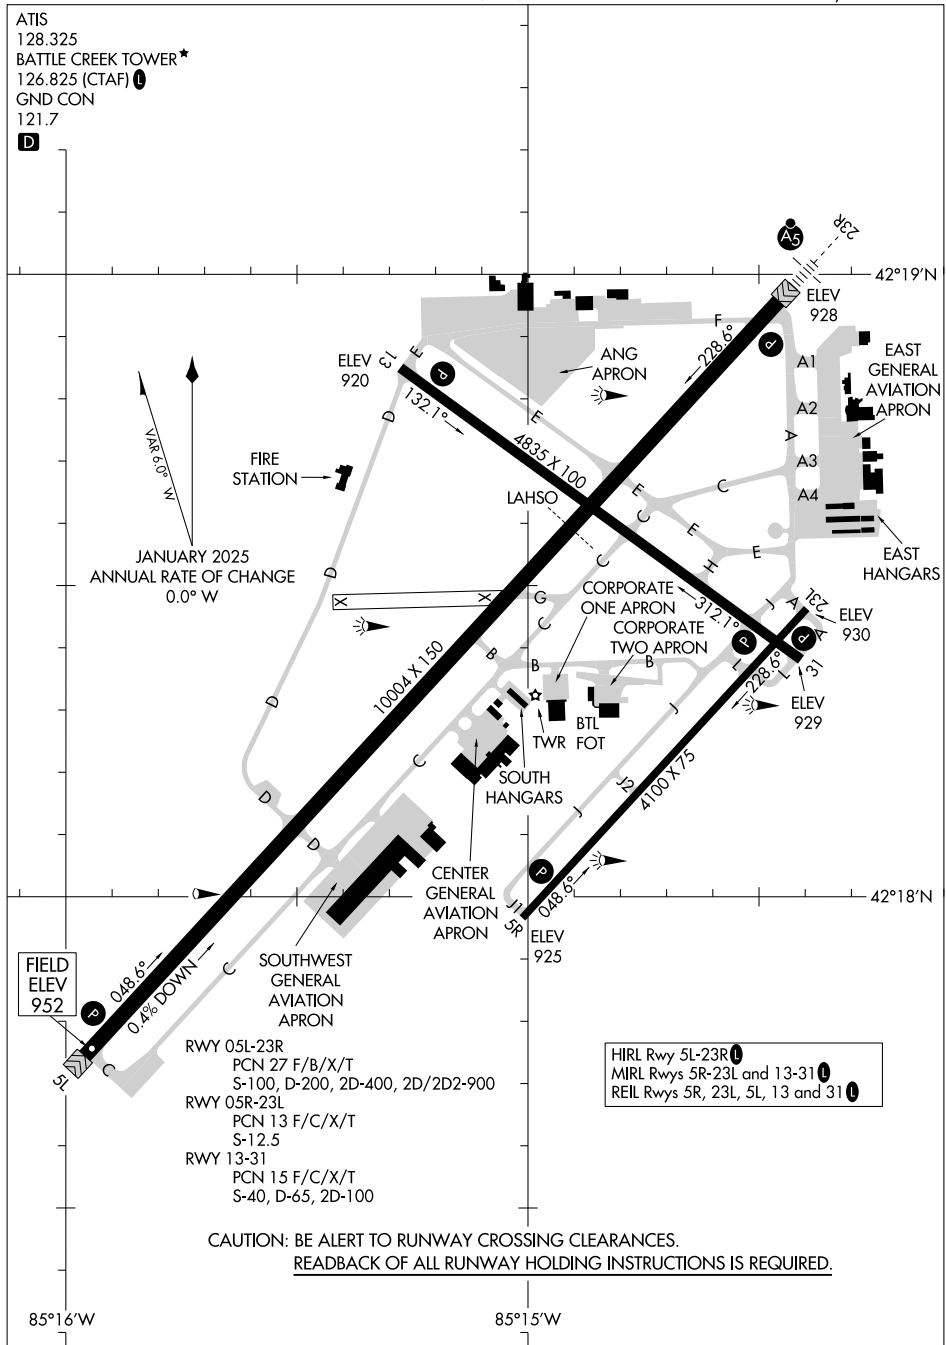 ATIS
128.325
BATTLE CREEK TOWER★
126.825 (CTAF) L
GND CON
121.7
D
A5
23R
42°19'N
ELEV
928
F
228.6°
P
ANG
APRON
ELEV
920
13
E
P
132.1°
D
A1
EAST
GENERAL
AVIATION
APRON
A2
A
A3
A4
E
4835 X 100
VAR 6.0° W
FIRE
STATION
LAHSO
E
C
C
E
E
H
EAST
HANGARS
JANUARY 2025
ANNUAL RATE OF CHANGE
0.0° W
D
X
X
G
C
C
CORPORATE
ONE APRON
CORPORATE
TWO APRON
312.1°
J
A
23L
ELEV
930
A
P
P
B
B
B
L
L
31
228.6°
ELEV
929
10004 X 150
D
TWR
BTL
FOT
J
SOUTH
HANGARS
C
J2
4100 X 75
J
D
D
CENTER
GENERAL
AVIATION
APRON
P
048.6°
J1
5R
ELEV
925
42°18'N
FIELD
ELEV
952
048.6°
0.4% DOWN
C
SOUTHWEST
GENERAL
AVIATION
APRON
P
5L
C
RWY 05L-23R
PCN 27 F/B/X/T
S-100, D-200, 2D-400, 2D/2D2-900
RWY 05R-23L
PCN 13 F/C/X/T
S-12.5
RWY 13-31
PCN 15 F/C/X/T
S-40, D-65, 2D-100
HIRL Rwy 5L-23R L
MIRL Rwys 5R-23L and 13-31 L
REIL Rwys 5R, 23L, 5L, 13 and 31 L
CAUTION: BE ALERT TO RUNWAY CROSSING CLEARANCES.
READBACK OF ALL RUNWAY HOLDING INSTRUCTIONS IS REQUIRED.
85°16'W
85°15'W